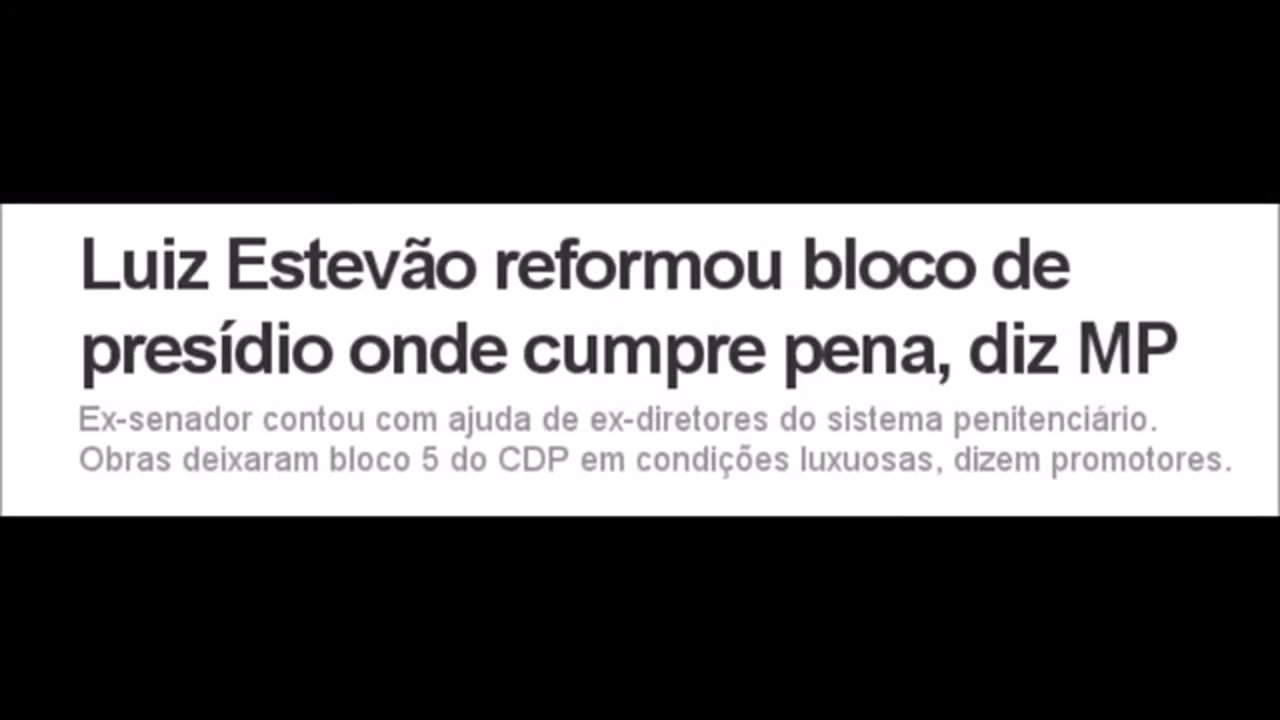 Luiz Estevão reformou bloco de
presídio onde cumpre pena, diz MP
Ex-senador contou com ajuda de ex-diretores do sistema penitenciário.
Obras deixaram bloco 5 do CDP em condições luxuosas, dizem promotores.